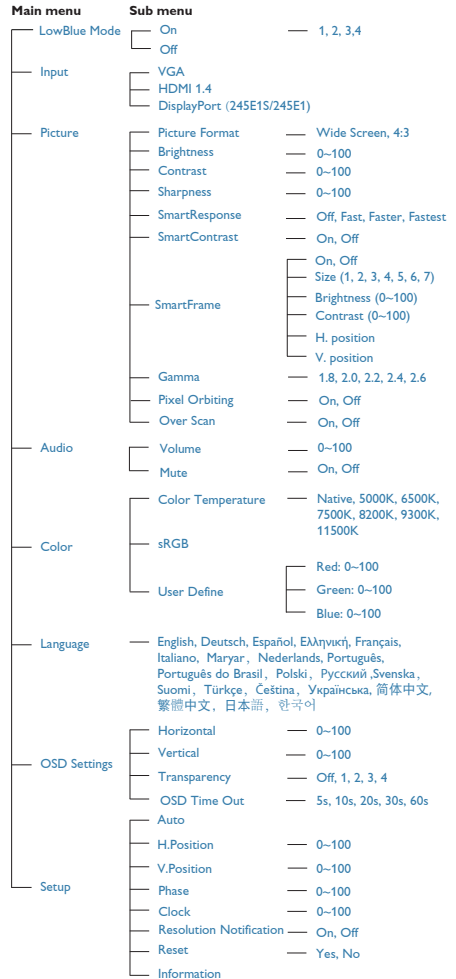 Main menu Sub menu
LowBlue Mode On 1, 2, 3,4
Off
Input VGA
HDMI 1.4
DisplayPort (245E1S/245E1)
Picture Picture Format Wide Screen, 4:3
Brightness 0~100
Contrast 0~100
Sharpness 0~100
SmartResponse Off, Fast, Faster, Fastest
SmartContrast On, Off
On, Off
Size (1, 2, 3, 4, 5, 6, 7)
Brightness (0~100)
SmartFrame
Contrast (0~100)
H. position
V. position
Gamma 1.8, 2.0, 2.2, 2.4, 2.6
Pixel Orbiting On, Off
Over Scan On, Off
Audio Volume 0~100
Mute On, Off
Color Temperature Native, 5000K, 6500K,
7500K, 8200K, 9300K,
11500K
Color sRGB
Red: 0~100
User Define Green: 0~100
Blue: 0~100
Language English, Deutsch, Español, Ελληνική, Français,
Italiano, Maryar, Nederlands, Português,
Português do Brasil, Polski, Русский ,Svenska,
Suomi, Türkçe, Čeština, Українська, 简体中文,
繁體中文, 日本語, 한국어
Horizontal 0~100
Vertical 0~100
OSD Settings
Transparency Off, 1, 2, 3, 4
OSD Time Out 5s, 10s, 20s, 30s, 60s
Auto
H.Position 0~100
V.Position 0~100
Setup
Phase 0~100
Clock 0~100
Resolution Notification On, Off
Reset Yes, No
Information